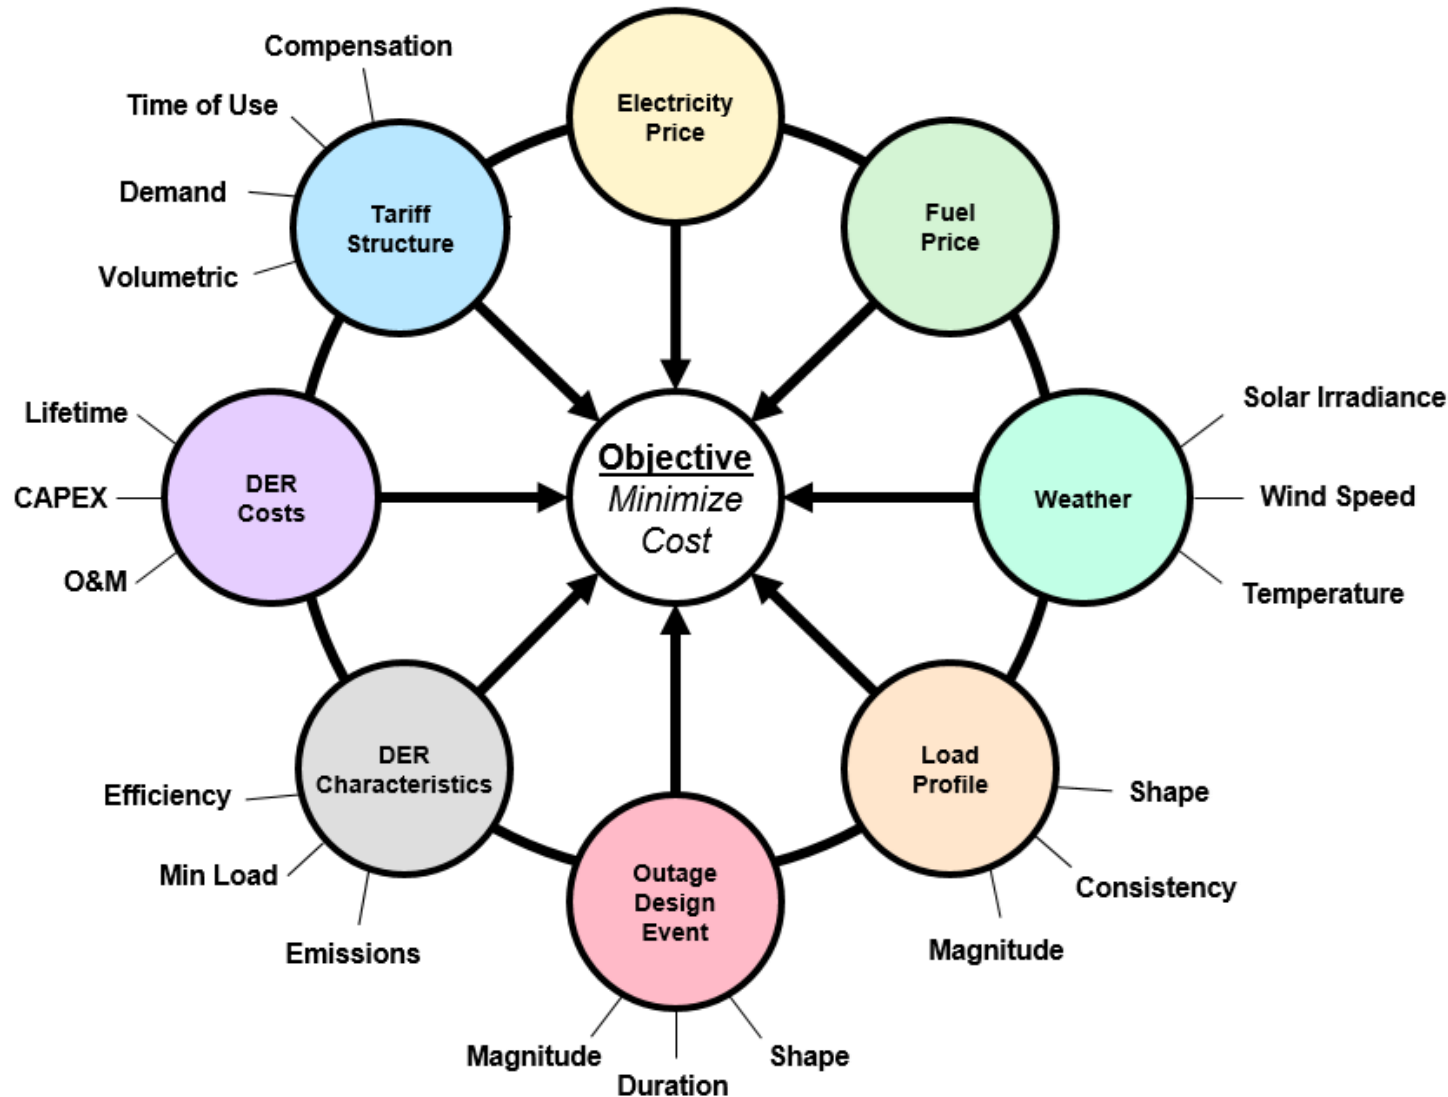 Compensation
Time of Use
Demand
Volumetric
Tariff
Structure
Electricity
Price
Fuel
Price
Solar Irradiance
Wind Speed
Temperature
Weather
Lifetime
CAPEX
O&M
DER
Costs
Objective
Minimize
Cost
DER
Characteristics
Efficiency
Min Load
Emissions
Outage
Design
Event
Magnitude
Duration
Shape
Load
Profile
Shape
Consistency
Magnitude